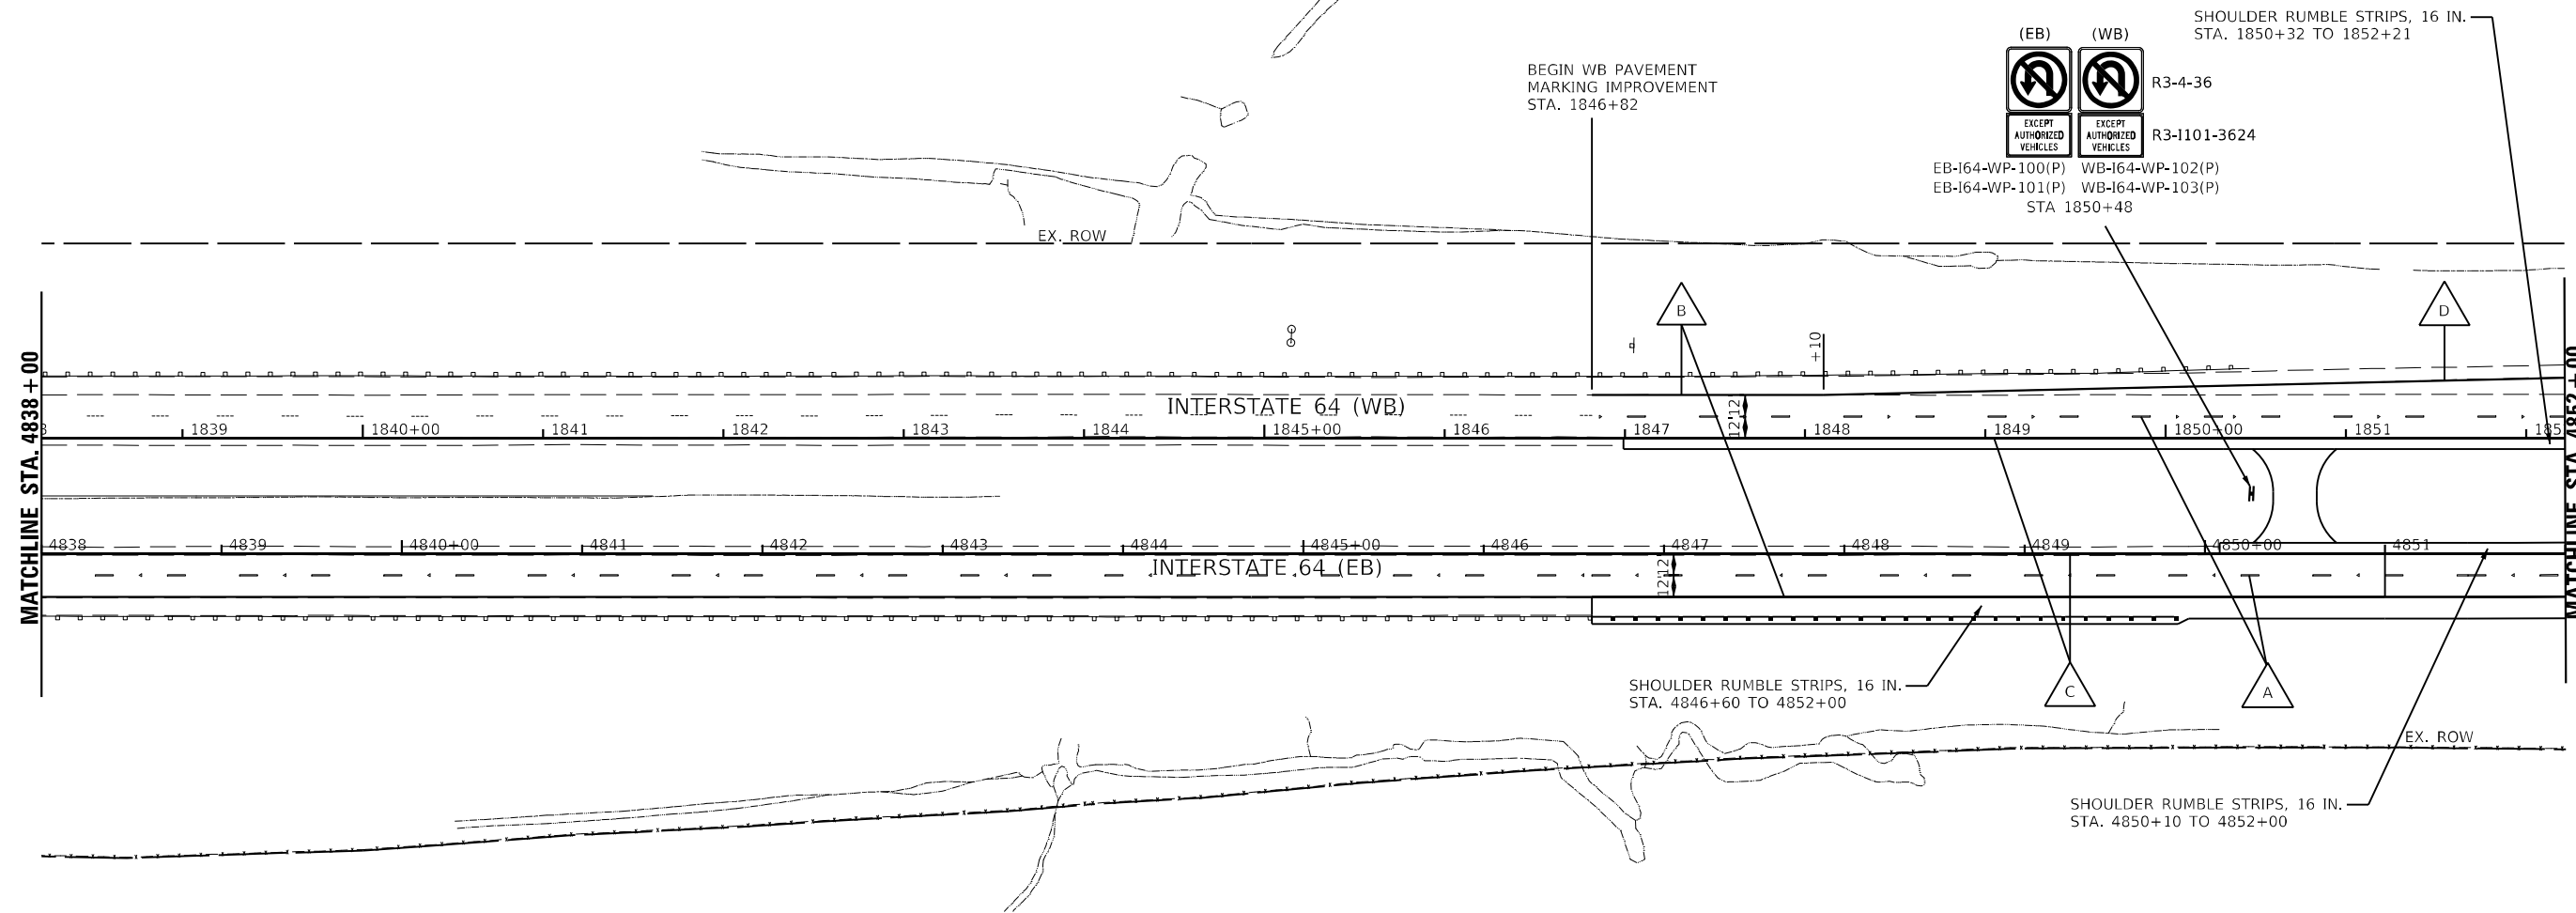 SHOULDER RUMBLE STRIPS, 16 IN.
STA. 1850+32 TO 1852+21
(EB) (WB)
R3-4-36
EXCEPT AUTHORIZED VEHICLES
EXCEPT AUTHORIZED VEHICLES
R3-I101-3624
EB-I64-WP-100(P) WB-I64-WP-102(P)
EB-I64-WP-101(P) WB-I64-WP-103(P)
STA 1850+48
BEGIN WB PAVEMENT
MARKING IMPROVEMENT
STA. 1846+82
EX. ROW
B
D
+10
MATCHLINE STA. 4838+00
MATCHLINE STA. 4852+00
INTERSTATE 64 (WB)
12' 12'
1839 1840+00 1841 1842 1843 1844 1845+00 1846 1847 1848 1849 1850+00 1851
4838 4839 4840+00 4841 4842 4843 4844 4845+00 4846 4847 4848 4849 4850+00 4851
INTERSTATE 64 (EB)
12' 12'
SHOULDER RUMBLE STRIPS, 16 IN.
STA. 4846+60 TO 4852+00
C
A
EX. ROW
SHOULDER RUMBLE STRIPS, 16 IN.
STA. 4850+10 TO 4852+00